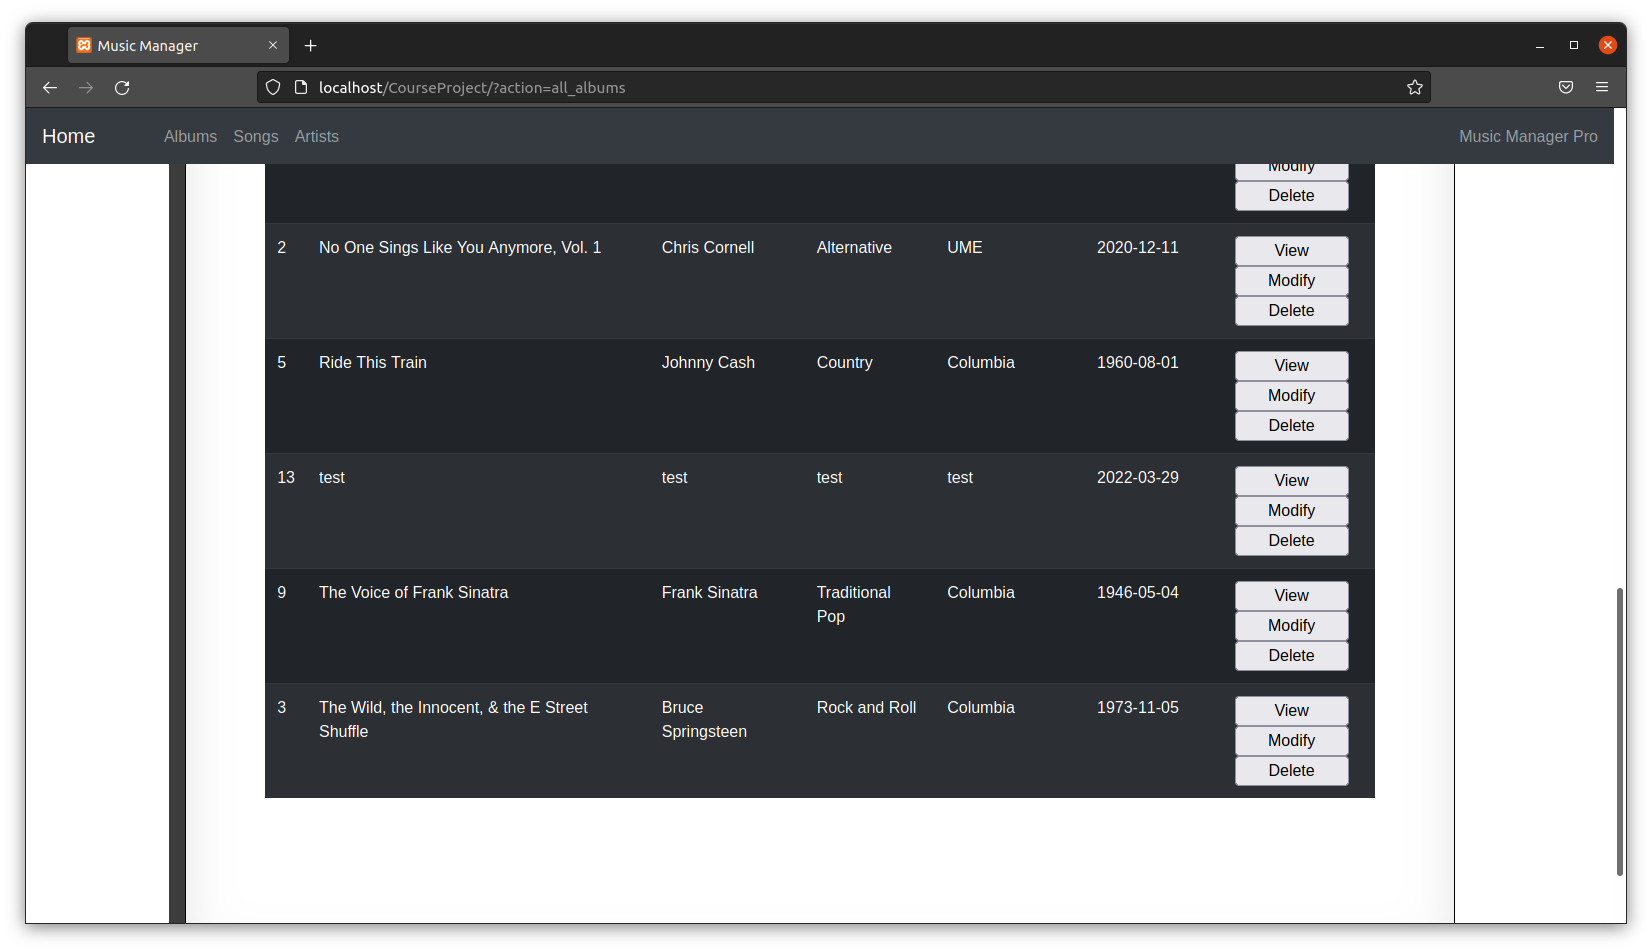 Music Manager
localhost/CourseProject/?action=all_albums
Home Albums Songs Artists Music Manager Pro
Modify
Delete
2 No One Sings Like You Anymore, Vol. 1 Chris Cornell Alternative UME 2020-12-11 View
Modify
Delete
5 Ride This Train Johnny Cash Country Columbia 1960-08-01 View
Modify
Delete
13 test test test test 2022-03-29 View
Modify
Delete
9 The Voice of Frank Sinatra Frank Sinatra Traditional Columbia 1946-05-04 View
Pop Modify
Delete
3 The Wild, the Innocent, & the E Street Bruce Rock and Roll Columbia 1973-11-05 View
Shuffle Springsteen Modify
Delete